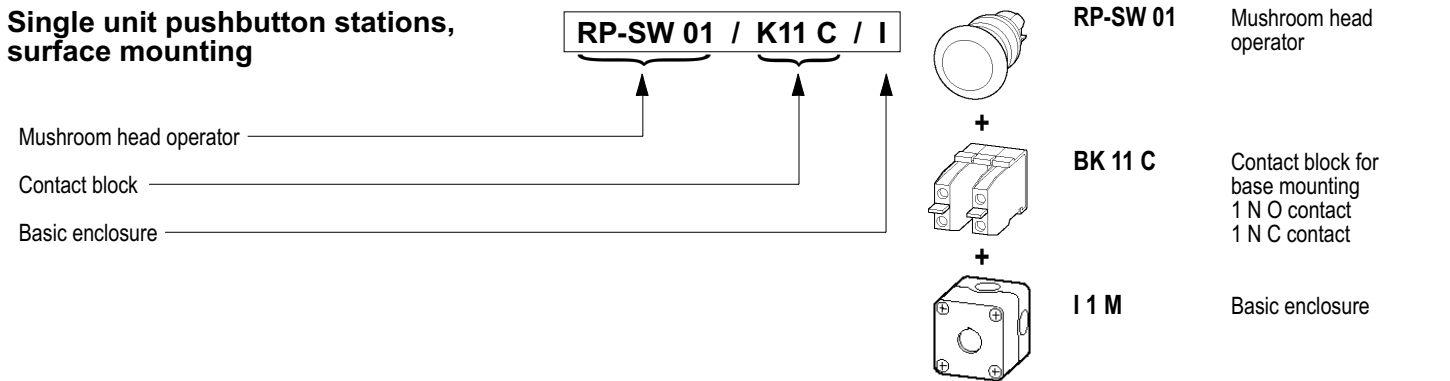 Single unit pushbutton stations,
surface mounting
RP-SW 01 / K11 C / I
Mushroom head operator
Contact block
Basic enclosure
RP-SW 01 Mushroom head
operator
+
BK 11 C Contact block for
base mounting
1 N O contact
1 N C contact
+
I 1 M Basic enclosure